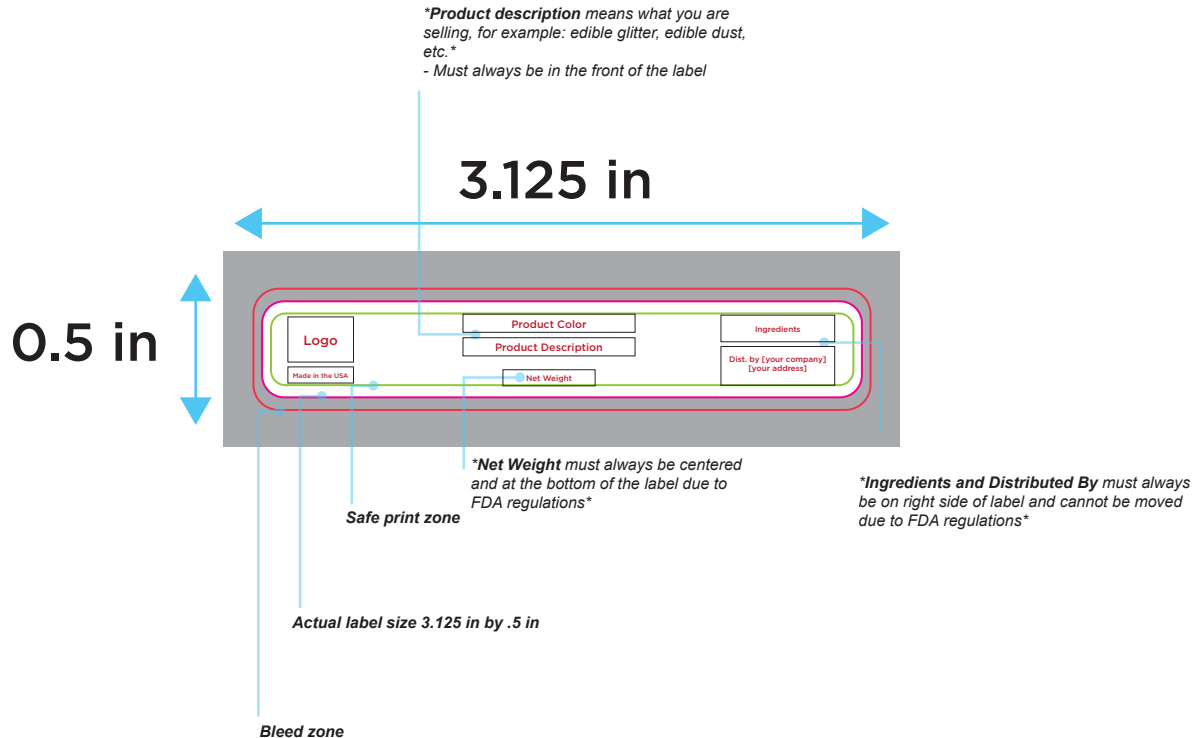 *Product description means what you are
selling, for example: edible glitter, edible dust,
etc.*
- Must always be in the front of the label
3.125 in
0.5 in
Logo
Made in the USA
Product Color
Product Description
Net Weight
Ingredients
Dist. by [your company]
[your address]
*Net Weight must always be centered
and at the bottom of the label due to
FDA regulations*
*Ingredients and Distributed By must always
be on right side of label and cannot be moved
due to FDA regulations*
Safe print zone
Actual label size 3.125 in by .5 in
Bleed zone